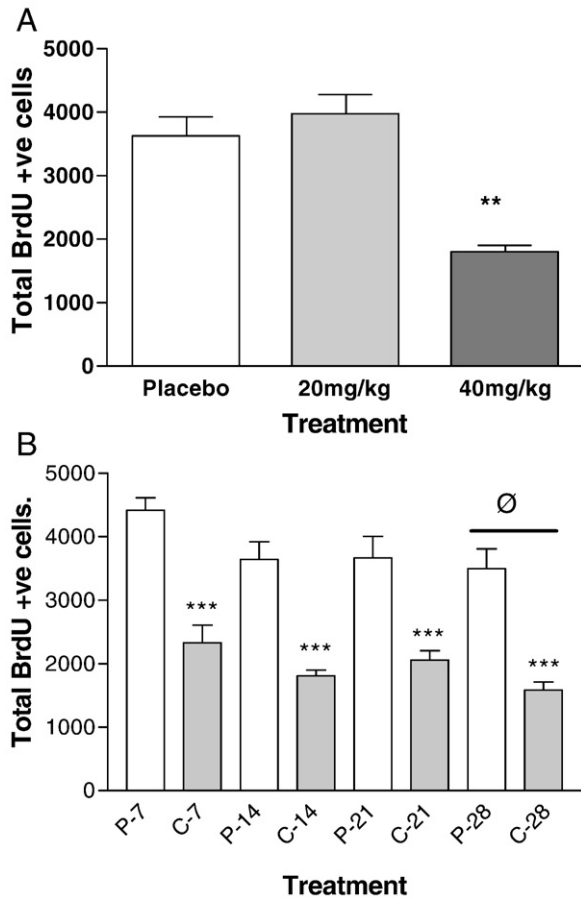 A
5000
4000
3000
2000
1000
0
Total BrdU +ve cells
**
Placebo 20mg/kg 40mg/kg
Treatment
B
5000
4000
3000
2000
1000
0
Total BrdU +ve cells.
Ø
***
***
***
***
P-7 C-7 P-14 C-14 P-21 C-21 P-28 C-28
Treatment